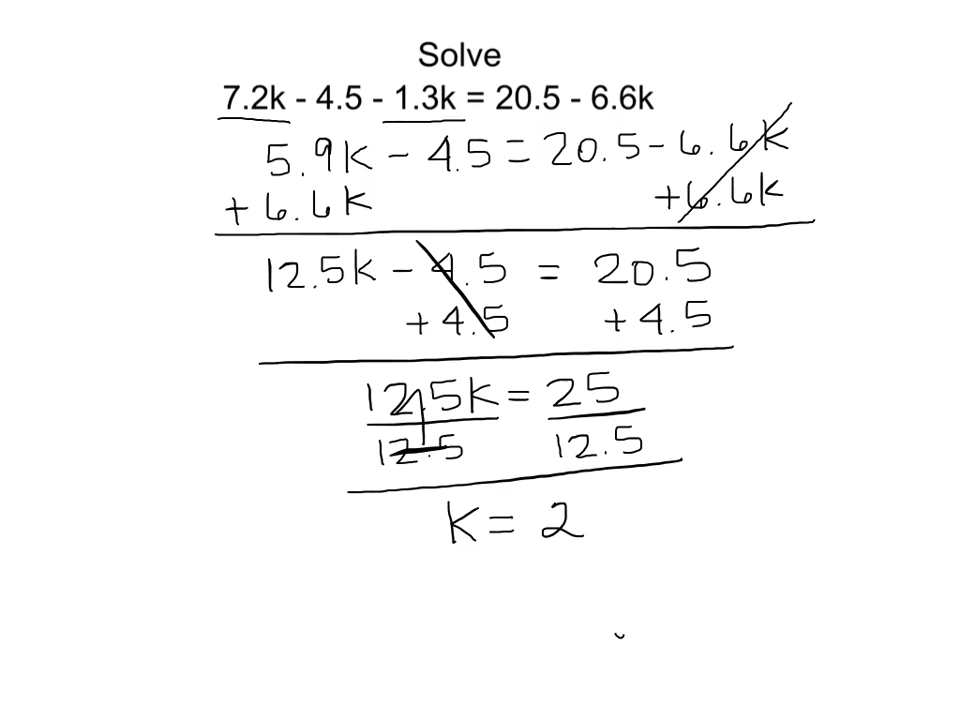 Solve
7.2k - 4.5 - 1.3k = 20.5 - 6.6k
5.9k - 4.5 = 20.5 - 6.6k
+ 6.6k +6.6k
12.5k - 4.5 = 20.5
+ 4.5 + 4.5
12.5k = 25
12.5 12.5
k = 2